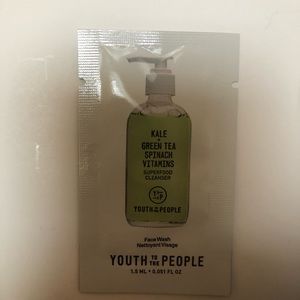 KALE
+
GREEN TEA
SPINACH
VITAMINS
SUPERFOOD
CLEANSER
YOUTH TO THE PEOPLE
Face Wash
Nettoyant Visage
YOUTH TO THE PEOPLE
1.5 ML • 0.051 FL OZ